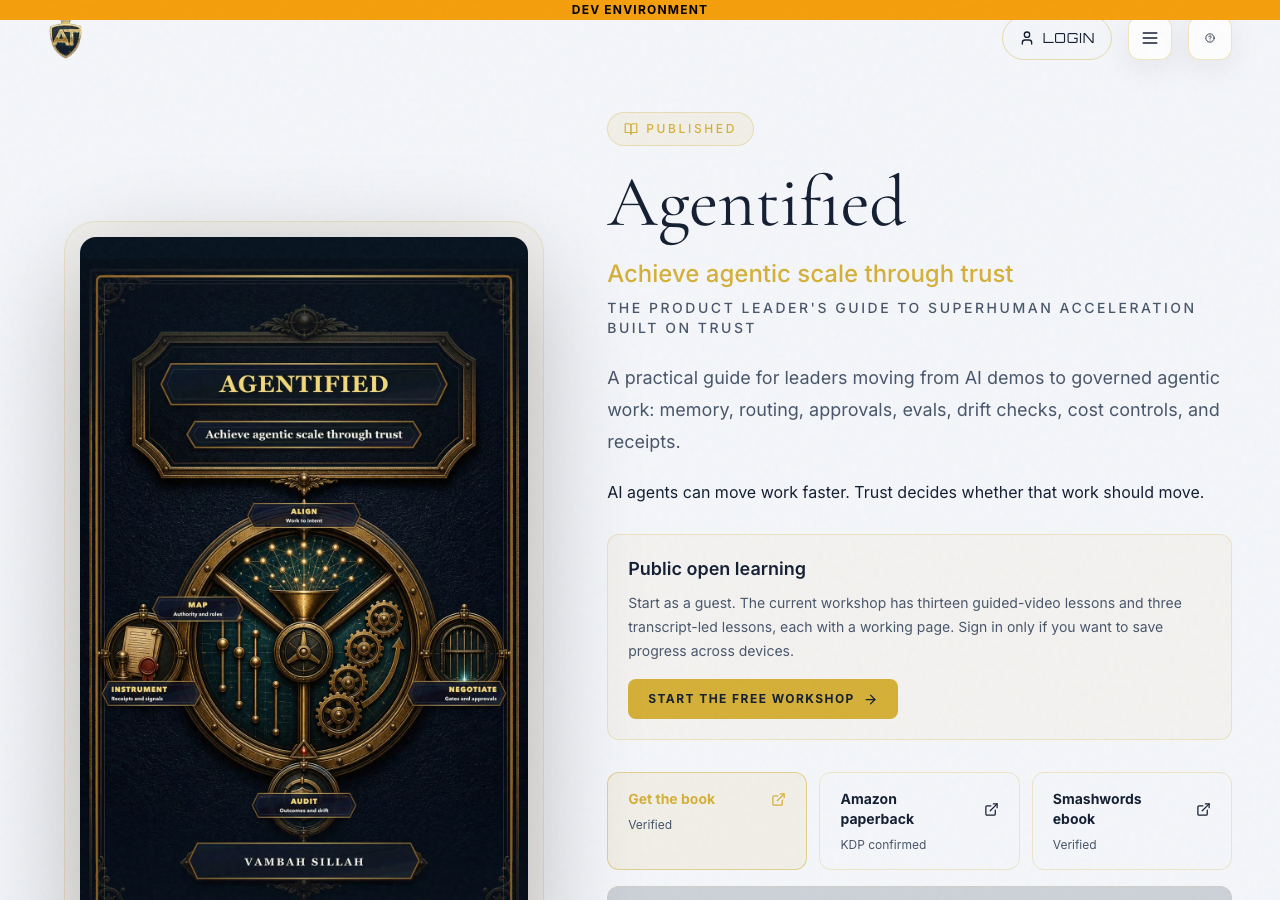 DEV ENVIRONMENT
AT
LOGIN
PUBLISHED
Agentified
Achieve agentic scale through trust
THE PRODUCT LEADER'S GUIDE TO SUPERHUMAN ACCELERATION
BUILT ON TRUST
A practical guide for leaders moving from AI demos to governed agentic
work: memory, routing, approvals, evals, drift checks, cost controls, and
receipts.
AI agents can move work faster. Trust decides whether that work should move.
Public open learning
Start as a guest. The current workshop has thirteen guided-video lessons and three
transcript-led lessons, each with a working page. Sign in only if you want to save
progress across devices.
START THE FREE WORKSHOP
Get the book
Verified
Amazon
paperback
KDP confirmed
Smashwords
ebook
Verified
AGENTIFIED
Achieve agentic scale through trust
ALIGN
Work to intent
MAP
Authority and roles
INSTRUMENT
Receipts and signals
NEGOTIATE
Gates and approvals
AUDIT
Outcomes and drift
VAMBAH SILLAH